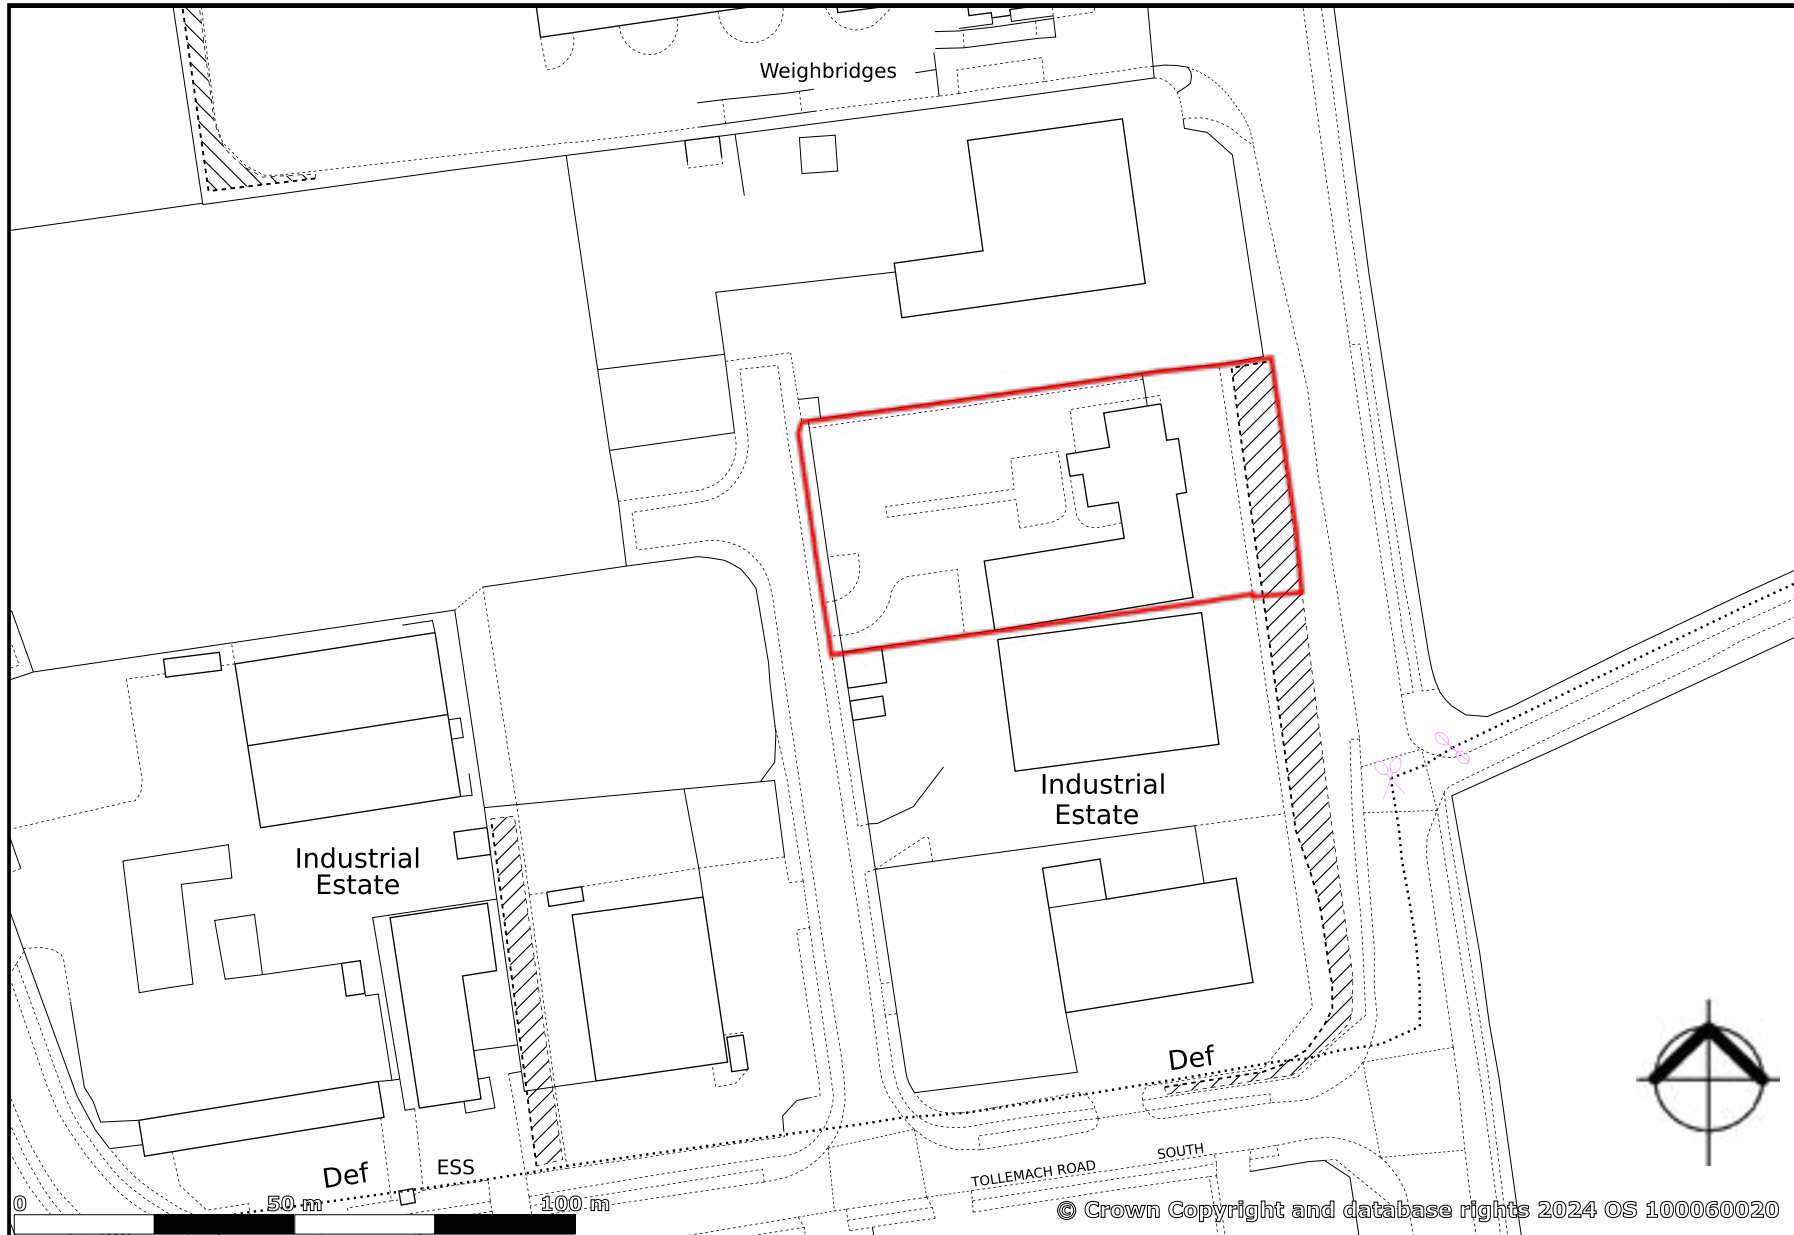 Weighbridges
Industrial
Estate
Industrial
Estate
Def
Def
ESS
TOLLEMACH ROAD SOUTH
0 50 m 100 m
© Crown Copyright and database rights 2024 OS 100060020